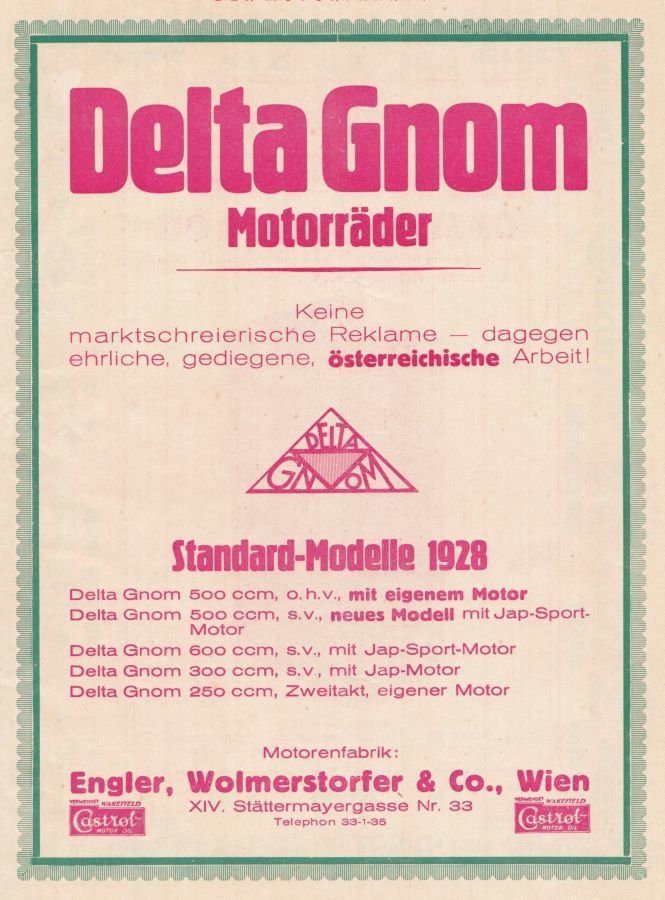 Delta Gnom
Motorräder
Keine
marktschreierische Reklame — dagegen
ehrliche, gediegene, österreichische Arbeit!
DELTA
GNOM
Standard-Modelle 1928
Delta Gnom 500 ccm, o.h.v., mit eigenem Motor
Delta Gnom 500 ccm, s.v., neues Modell mit Jap-Sport-
Motor
Delta Gnom 600 ccm, s.v., mit Jap-Sport-Motor
Delta Gnom 300 ccm, s.v., mit Jap-Motor
Delta Gnom 250 ccm, Zweitakt, eigener Motor
Motorenfabrik:
Engler, Wolmerstorfer & Co., Wien
XIV. Stättermayergasse Nr. 33
Telephon 33-1-35
VERWENDET WAKEFIELD
Castrol
MOTOR OIL
VERWENDET WAKEFIELD
Castrol
MOTOR OIL